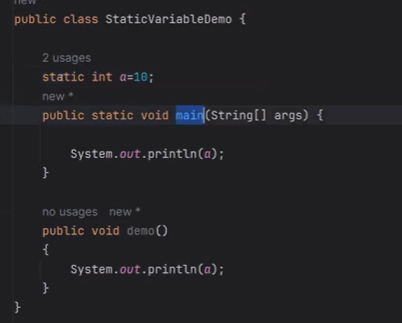 new
public class StaticVariableDemo {
2 usages
static int a=10;
new *
public static void main(String[] args) {
System.out.println(a);
}
no usages new *
public void demo()
{
System.out.println(a);
}
}